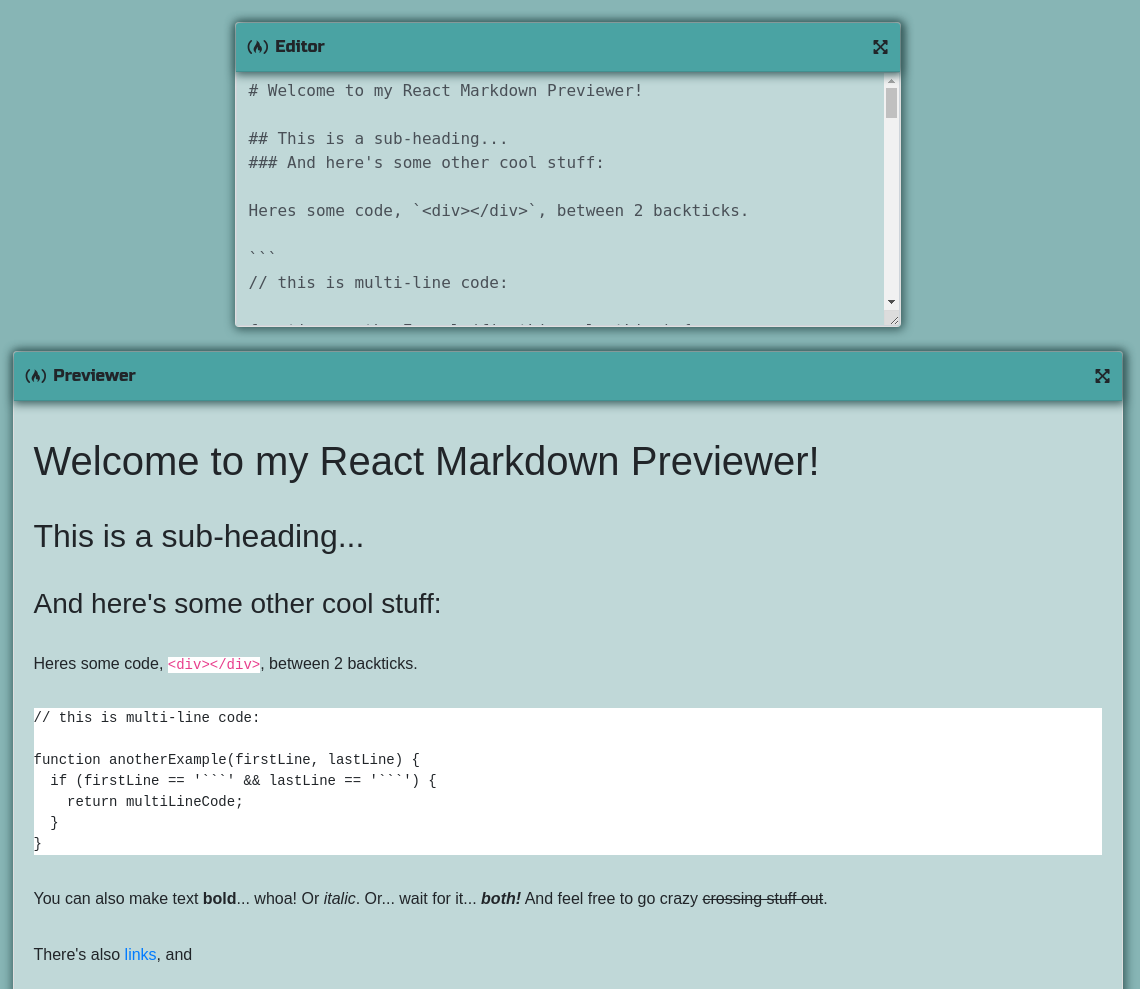 Editor
# Welcome to my React Markdown Previewer!
## This is a sub-heading...
### And here's some other cool stuff:
Heres some code, `<div></div>`, between 2 backticks.
```
// this is multi-line code:
Previewer
Welcome to my React Markdown Previewer!
This is a sub-heading...
And here's some other cool stuff:
Heres some code, <div></div>, between 2 backticks.
// this is multi-line code:
function anotherExample(firstLine, lastLine) {
  if (firstLine == '```' && lastLine == '```') {
    return multiLineCode;
  }
}
You can also make text bold... whoa! Or italic. Or... wait for it... both! And feel free to go crazy crossing stuff out.
There's also links, and